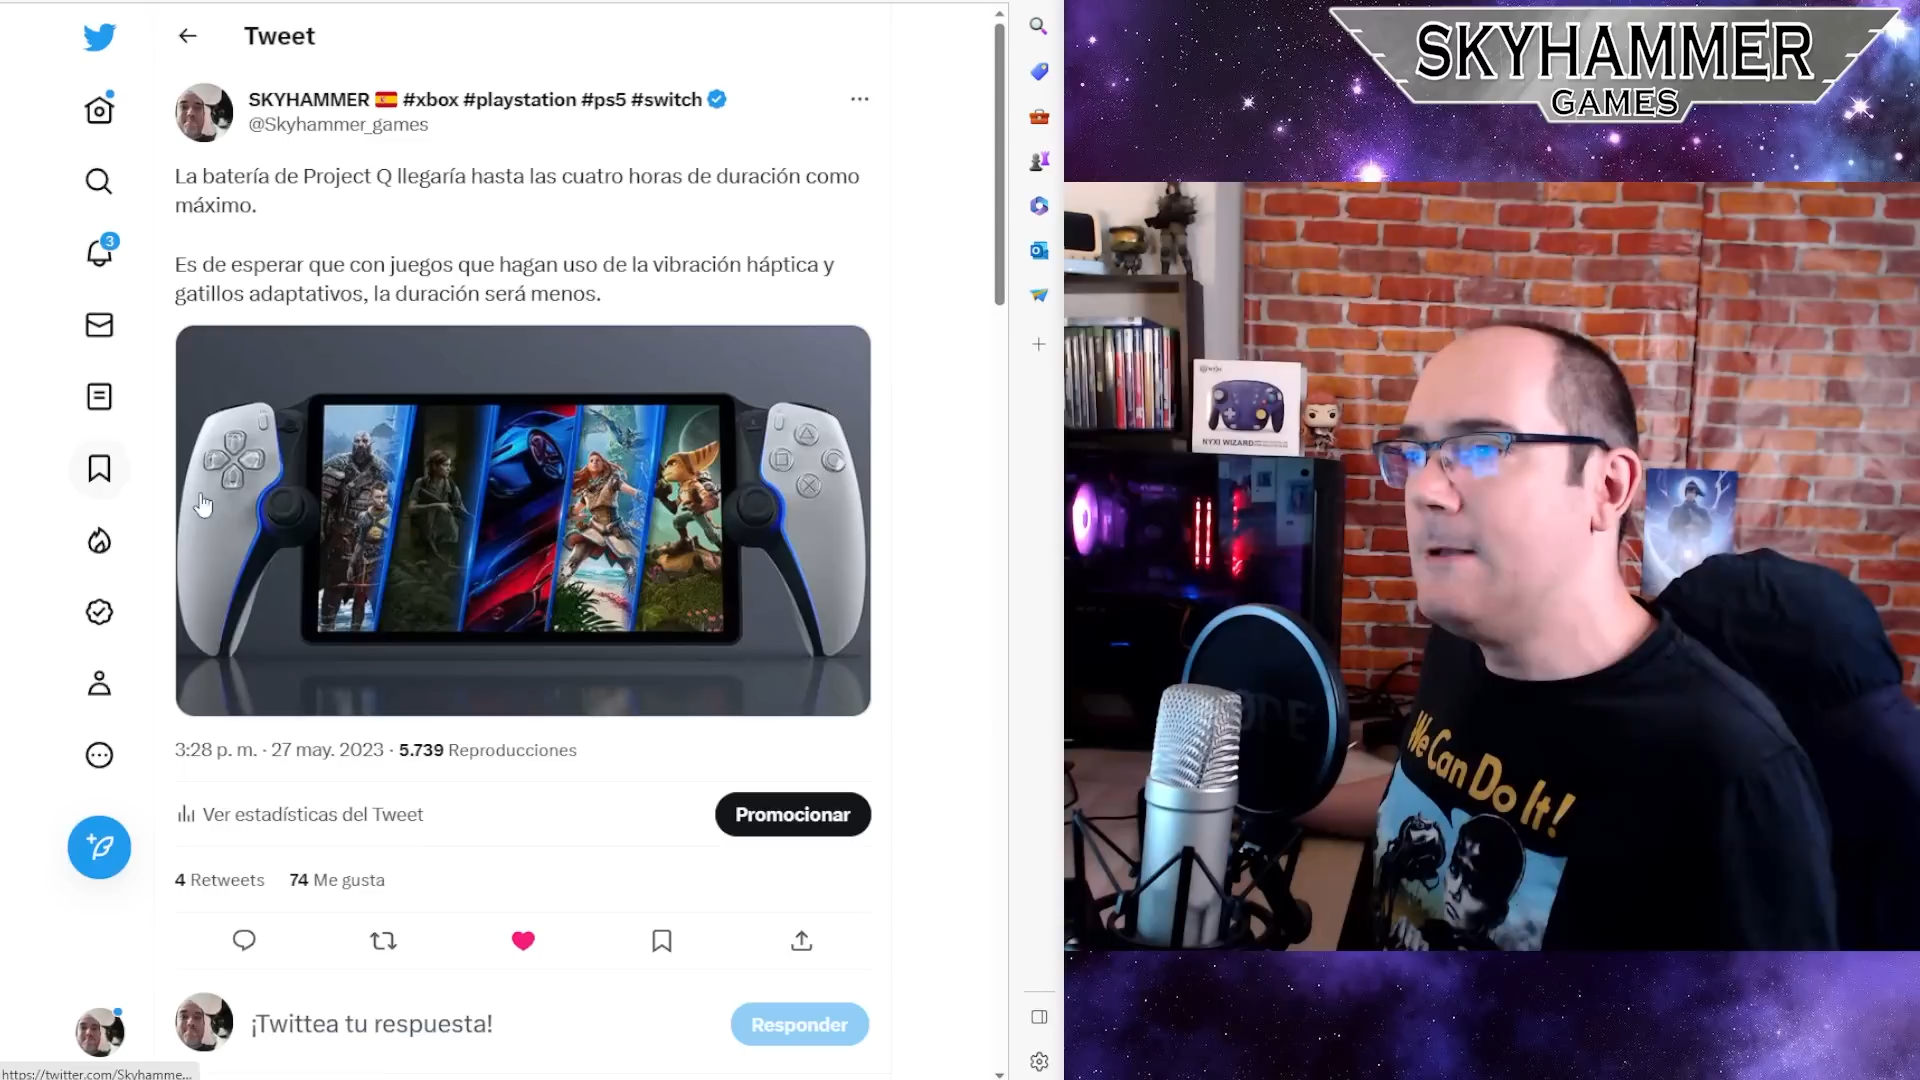 Tweet
SKYHAMMER 🇪🇸 #xbox #playstation #ps5 #switch
@Skyhammer_games
La batería de Project Q llegaría hasta las cuatro horas de duración como
máximo.
Es de esperar que con juegos que hagan uso de la vibración háptica y
gatillos adaptativos, la duración será menos.
3:28 p. m. · 27 may. 2023 · 5.739 Reproducciones
Ver estadísticas del Tweet
Promocionar
4 Retweets 74 Me gusta
¡Twittea tu respuesta!
Responder
3
https://twitter.com/Skyhamme...
SKYHAMMER
GAMES
NYXI WIZARD
We Can Do It!